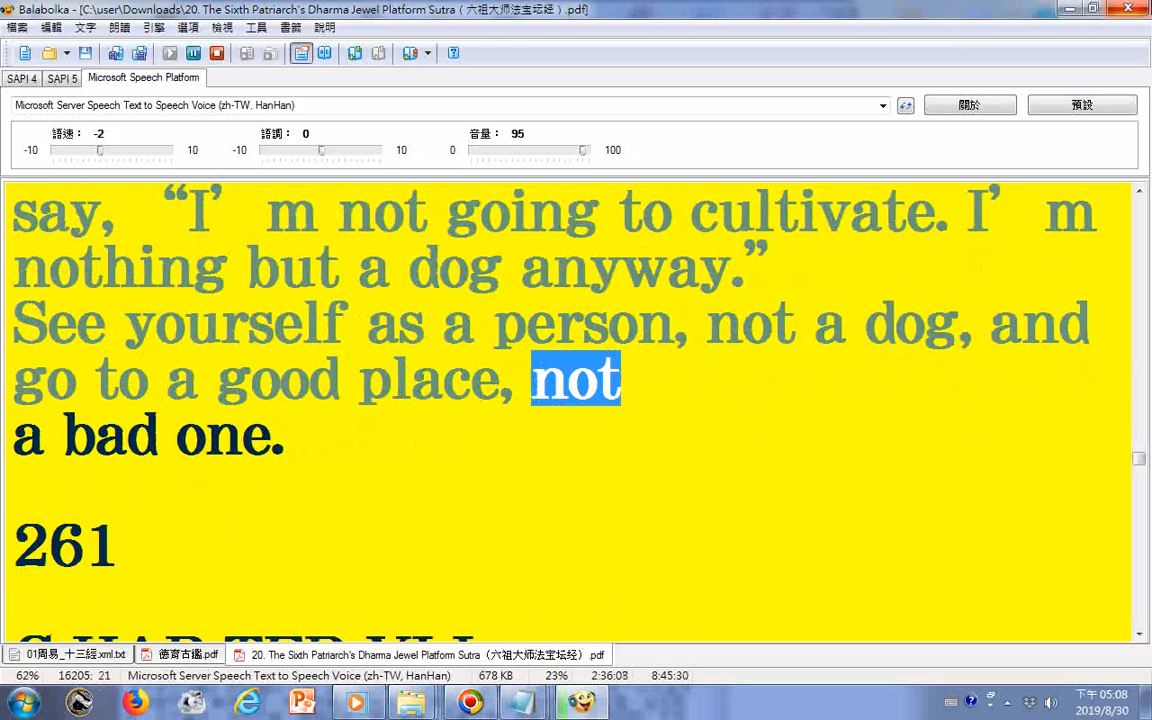 Balabolka - [C:\user\Downloads\20. The Sixth Patriarch's Dharma Jewel Platform Sutra（六祖大师法宝坛经）.pdf]
檔案 編輯 文字 朗讀 引擎 選項 檢視 工具 書籤 說明
SAPI 4 SAPI 5 Microsoft Speech Platform
Microsoft Server Speech Text to Speech Voice (zh-TW, HanHan) 關於 預設
語速： -2 語調： 0 音量： 95
-10 10 -10 10 0 100
say, “I’ m not going to cultivate. I’ m
nothing but a dog anyway.”
See yourself as a person, not a dog, and
go to a good place, not
a bad one.
261
01周易_十三經.xml.txt 德育古鑑.pdf 20. The Sixth Patriarch's Dharma Jewel Platform Sutra（六祖大师法宝坛经）.pdf
62% 16205: 21 Microsoft Server Speech Text to Speech Voice (zh-TW, HanHan) 678 KB 23% 2:36:03 8:45:30
下午 05:08
2019/8/30